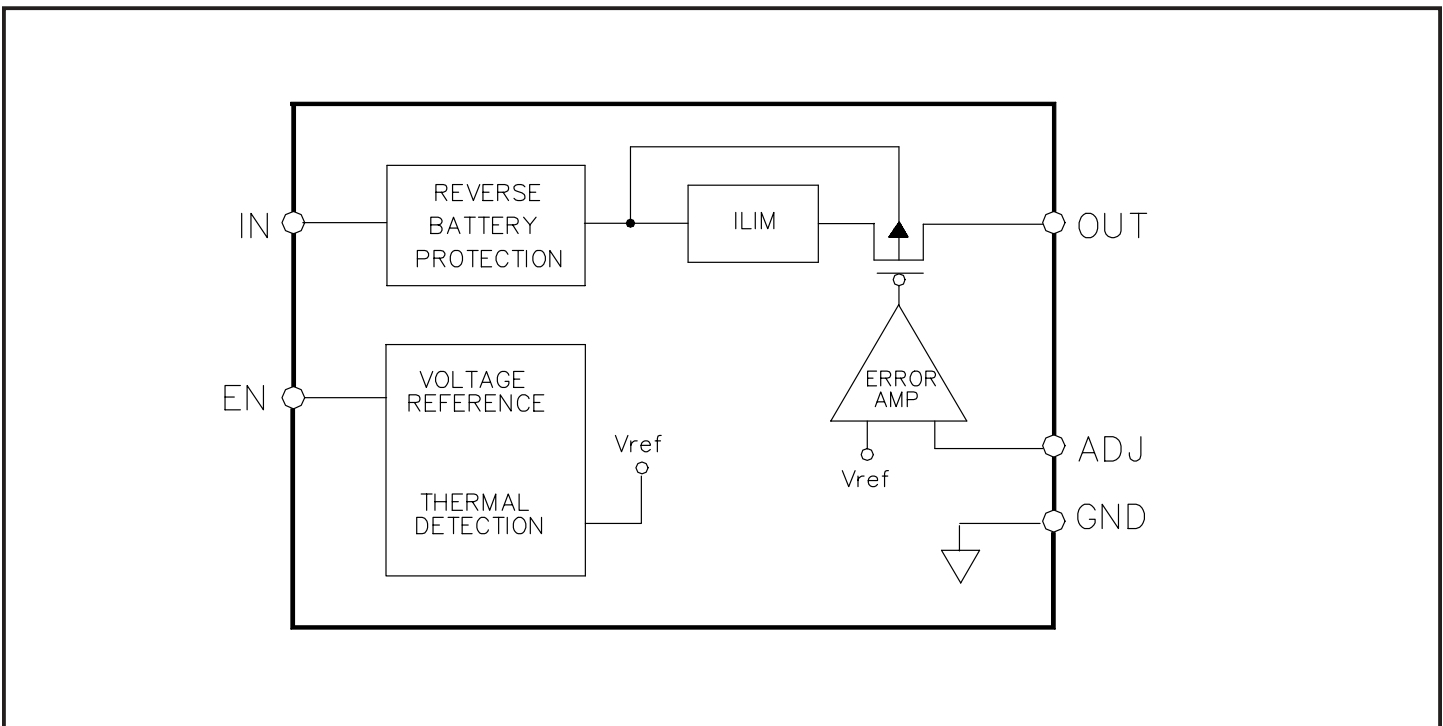 REVERSE
BATTERY
PROTECTION
ILIM
IN
OUT
VOLTAGE
REFERENCE
EN
ERROR
AMP
Vref
Vref
ADJ
THERMAL
DETECTION
GND